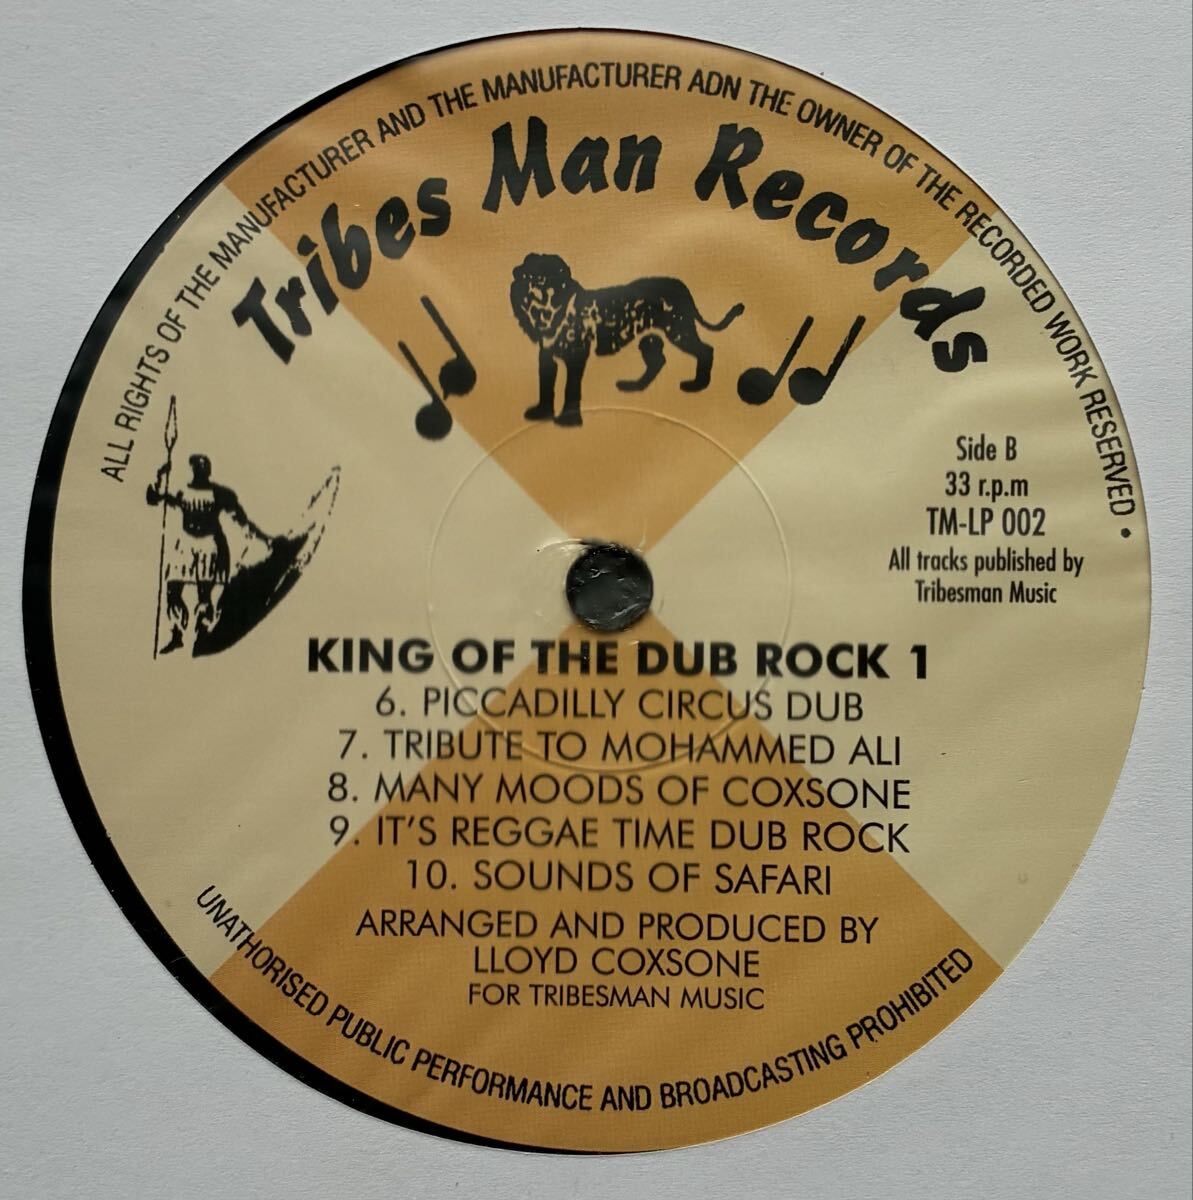 ALL RIGHTS OF THE MANUFACTURER AND THE MANUFACTURER ADN THE OWNER OF THE RECORDED WORK RESERVED •
Tribes Man Records
Side B
33 r.p.m
TM-LP 002
All tracks published by
Tribesman Music
KING OF THE DUB ROCK 1
6. PICCADILLY CIRCUS DUB
7. TRIBUTE TO MOHAMMED ALI
8. MANY MOODS OF COXSONE
9. IT'S REGGAE TIME DUB ROCK
10. SOUNDS OF SAFARI
ARRANGED AND PRODUCED BY
LLOYD COXSONE
FOR TRIBESMAN MUSIC
UNATHORISED PUBLIC PERFORMANCE AND BROADCASTING PROHIBITED